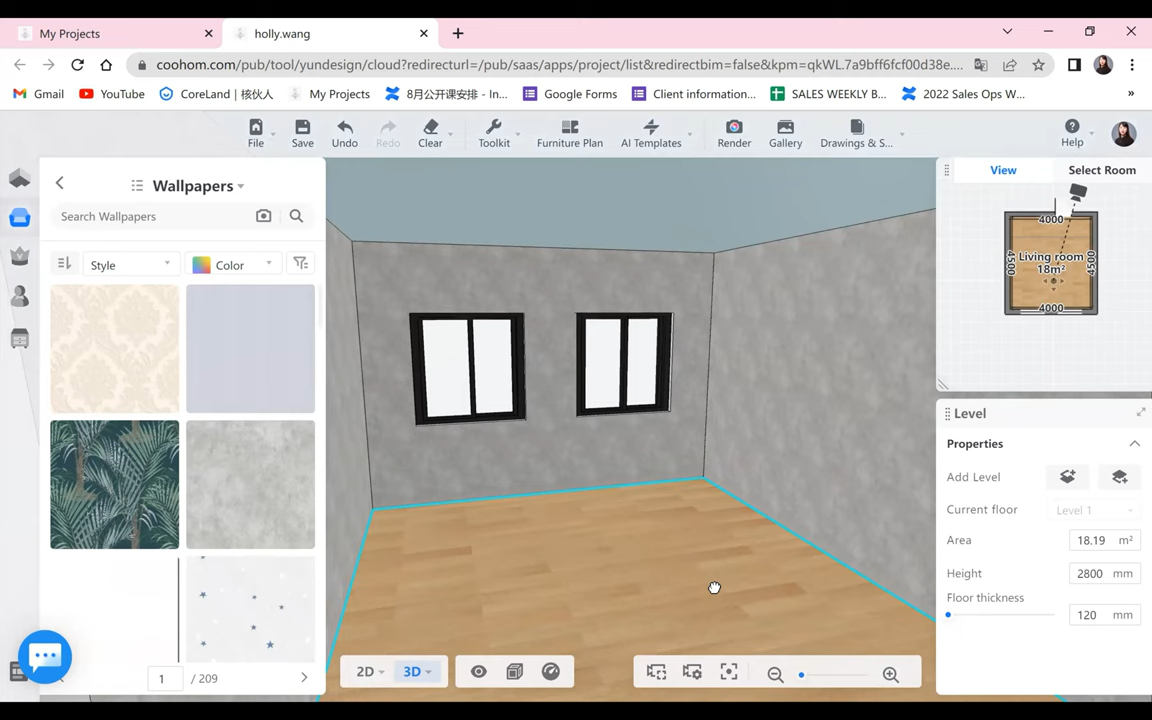 My Projects
holly.wang
coohom.com/pub/tool/yundesign/cloud?redirecturl=/pub/saas/apps/project/list&redirectbim=false&kpm=qkWL.7a9bff6fcf00d38e....
Gmail
YouTube
CoreLand | 核伙人
My Projects
8月公开课安排 - In...
Google Forms
Client information...
SALES WEEKLY B...
2022 Sales Ops W...
»
File
Save
Undo
Redo
Clear
Toolkit
Furniture Plan
AI Templates
Render
Gallery
Drawings & S...
Help
Wallpapers
Search Wallpapers
Style
Color
1 / 209
2D
3D
View
Select Room
4000
4500
Living room
18m²
4500
4000
Level
Properties
Add Level
Current floor Level 1
Area 18.19 m²
Height 2800 mm
Floor thickness
120 mm